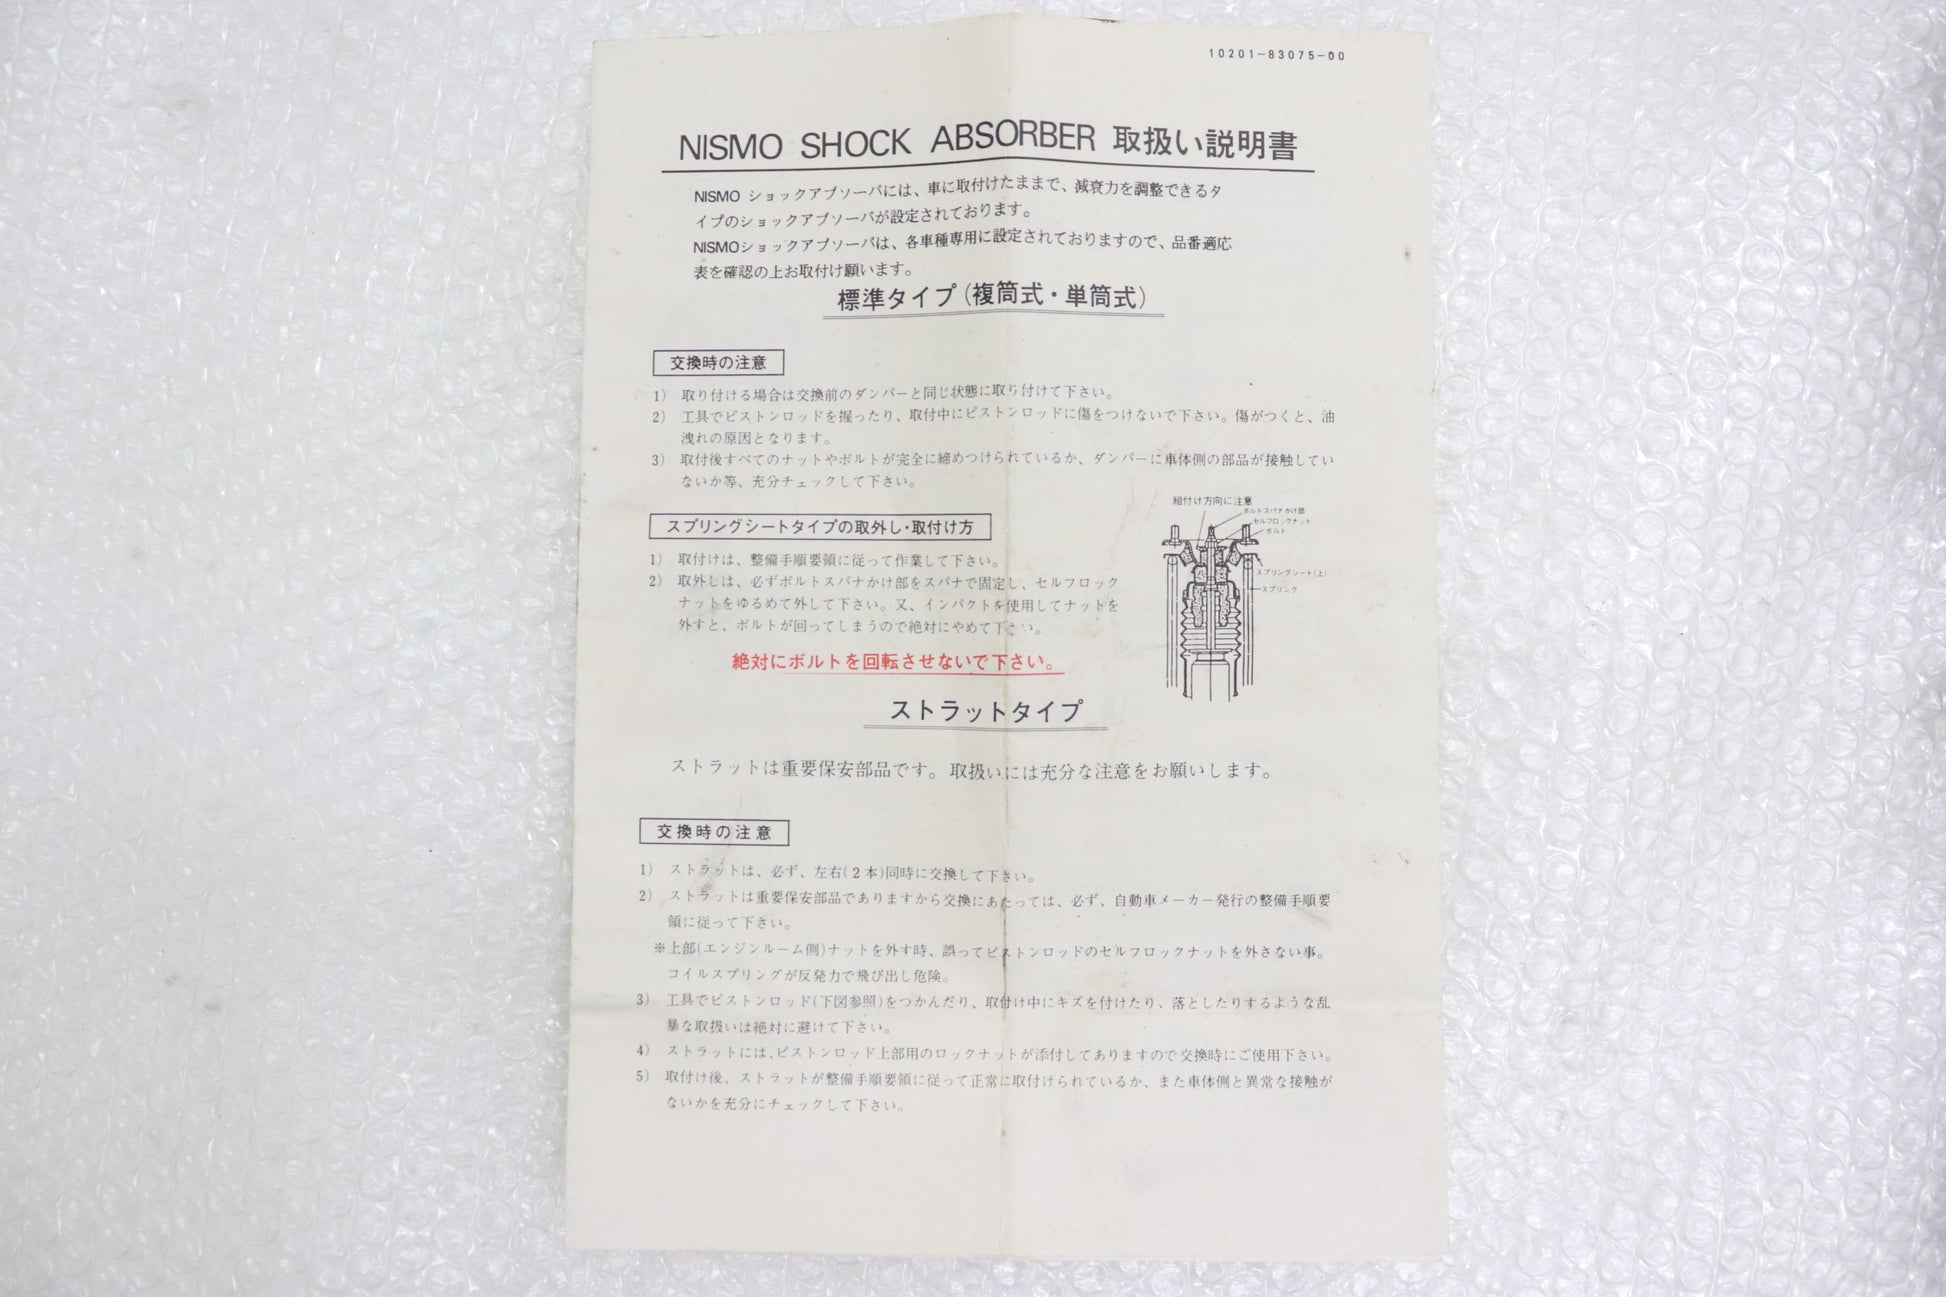 10201-83075-00
NISMO SHOCK ABSORBER 取扱い説明書
NISMO ショックアブソーバには、車に取付けたままで、減衰力を調整できるタ
イプのショックアブソーバが設定されております。
NISMOショックアブソーバは、各車種専用に設定されておりますので、品番適応
表を確認の上お取付け願います。
標準タイプ(複筒式・単筒式)
交換時の注意
1) 取り付ける場合は交換前のダンパーと同じ状態に取り付けて下さい。
2) 工具でピストンロッドを握ったり、取付中にピストンロッドに傷をつけないで下さい。傷がつくと、油
洩れの原因となります。
3) 取付後すべてのナットやボルトが完全に締めつけられているか、ダンパーに車体側の部品が接触してい
ないか等、充分チェックして下さい。
スプリングシートタイプの取外し・取付け方
1) 取付けは、整備手順要領に従って作業して下さい。
2) 取外しは、必ずボルトスパナかけ部をスパナで固定し、セルフロック
ナットをゆるめて外して下さい。又、インパクトを使用してナットを
外すと、ボルトが回ってしまうので絶対にやめて下さい。
絶対にボルトを回転させないで下さい。
組付け方向に注意
ボルトスパナかけ部
セルフロックナット
ボルト
スプリングシート(上)
スプリング
ストラットタイプ
ストラットは重要保安部品です。取扱いには充分な注意をお願いします。
交換時の注意
1) ストラットは、必ず、左右(2本)同時に交換して下さい。
2) ストラットは重要保安部品でありますから交換にあたっては、必ず、自動車メーカー発行の整備手順要
領に従って下さい。
※上部(エンジンルーム側)ナットを外す時、誤ってピストンロッドのセルフロックナットを外さない事。
コイルスプリングが反発力で飛び出し危険。
3) 工具でピストンロッド(下図参照)をつかんだり、取付け中にキズを付けたり、落としたりするような乱
暴な取扱いは絶対に避けて下さい。
4) ストラットには、ピストンロッド上部用のロックナットが添付してありますので交換時にご使用下さい。
5) 取付け後、ストラットが整備手順要領に従って正常に取付けられているか、また車体側と異常な接触が
ないかを充分にチェックして下さい。